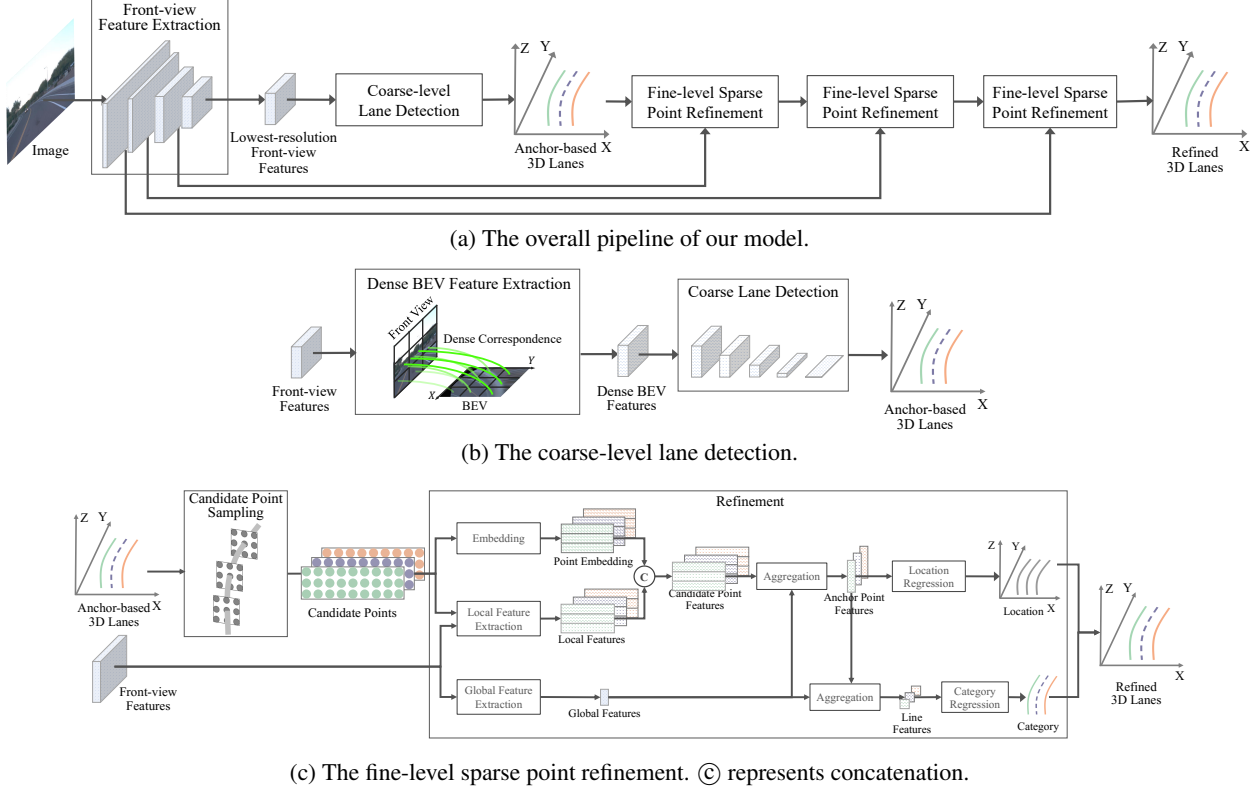 Front-view
Feature Extraction
Image
Lowest-resolution
Front-view
Features
Coarse-level
Lane Detection
Z
Y
X
Anchor-based
3D Lanes
Fine-level Sparse
Point Refinement
Fine-level Sparse
Point Refinement
Fine-level Sparse
Point Refinement
Z
Y
X
Refined
3D Lanes
(a) The overall pipeline of our model.
Front-view
Features
Dense BEV Feature Extraction
Front View
Dense Correspondence
Y
X
BEV
Dense BEV
Features
Coarse Lane Detection
Z
Y
X
Anchor-based
3D Lanes
(b) The coarse-level lane detection.
Z
Y
X
Anchor-based
3D Lanes
Front-view
Features
Candidate Point
Sampling
Candidate Points
Refinement
Embedding
Point Embedding
Local Feature
Extraction
Local Features
C
Candidate Point
Features
Aggregation
Anchor Point
Features
Location
Regression
Z
Y
X
Location
Global Feature
Extraction
Global Features
Aggregation
Line
Features
Category
Regression
Category
Z
Y
X
Refined
3D Lanes
(c) The fine-level sparse point refinement. ⓒ represents concatenation.